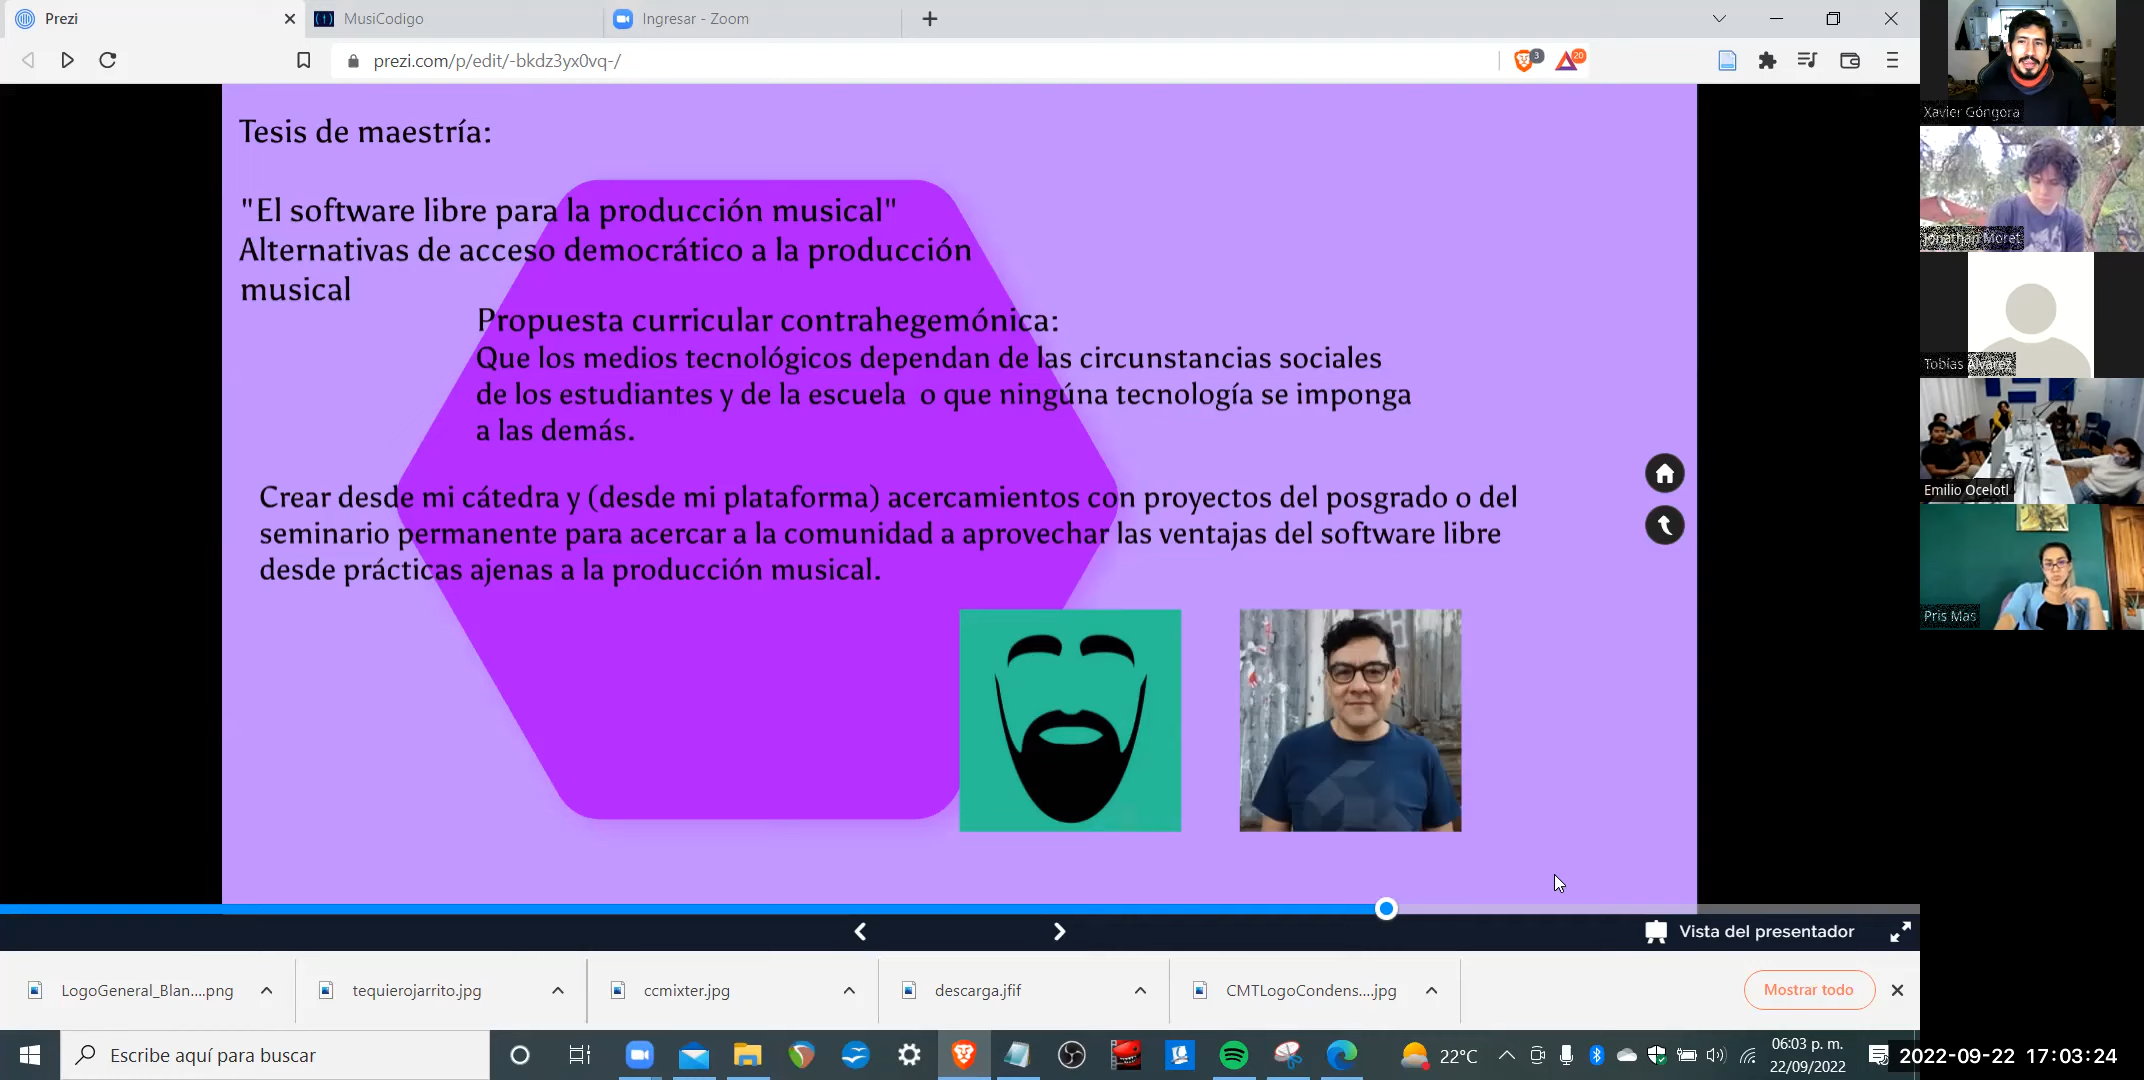 Prezi
MusiCodigo
Ingresar - Zoom
prezi.com/p/edit/-bkdz3yx0vq-/
3
20
Tesis de maestría:
"El software libre para la producción musical"
Alternativas de acceso democrático a la producción
musical
Propuesta curricular contrahegemónica:
Que los medios tecnológicos dependan de las circunstancias sociales
de los estudiantes y de la escuela o que ningúna tecnología se imponga
a las demás.
Crear desde mi cátedra y (desde mi plataforma) acercamientos con proyectos del posgrado o del
seminario permanente para acercar a la comunidad a aprovechar las ventajas del software libre
desde prácticas ajenas a la producción musical.
Xavier Góngora
Jonathan Moret
Tobías Alvarez
Emilio Ocelotl
Pris Mas
Vista del presentador
LogoGeneral_Blan....png
tequierojarrito.jpg
ccmixter.jpg
descarga.jfif
CMTLogoCondens....jpg
Mostrar todo
Escribe aquí para buscar
22°C
06:03 p. m.
22/09/2022
2022-09-22 17:03:24